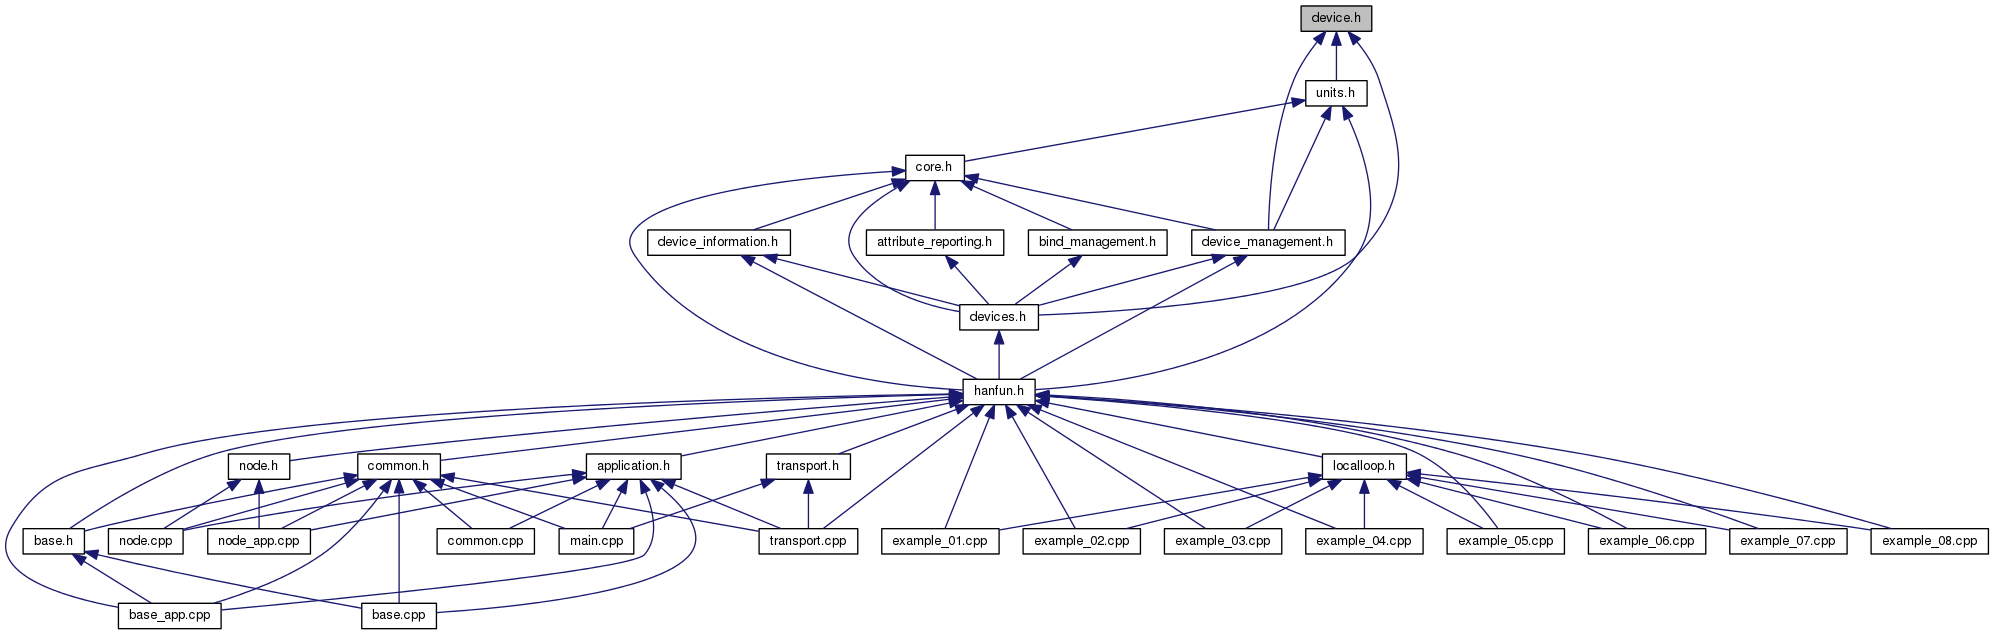 device.h
units.h
core.h
device_information.h
attribute_reporting.h
bind_management.h
device_management.h
devices.h
hanfun.h
node.h
common.h
application.h
transport.h
localloop.h
base.h
node.cpp
node_app.cpp
common.cpp
main.cpp
transport.cpp
example_01.cpp
example_02.cpp
example_03.cpp
example_04.cpp
example_05.cpp
example_06.cpp
example_07.cpp
example_08.cpp
base_app.cpp
base.cpp